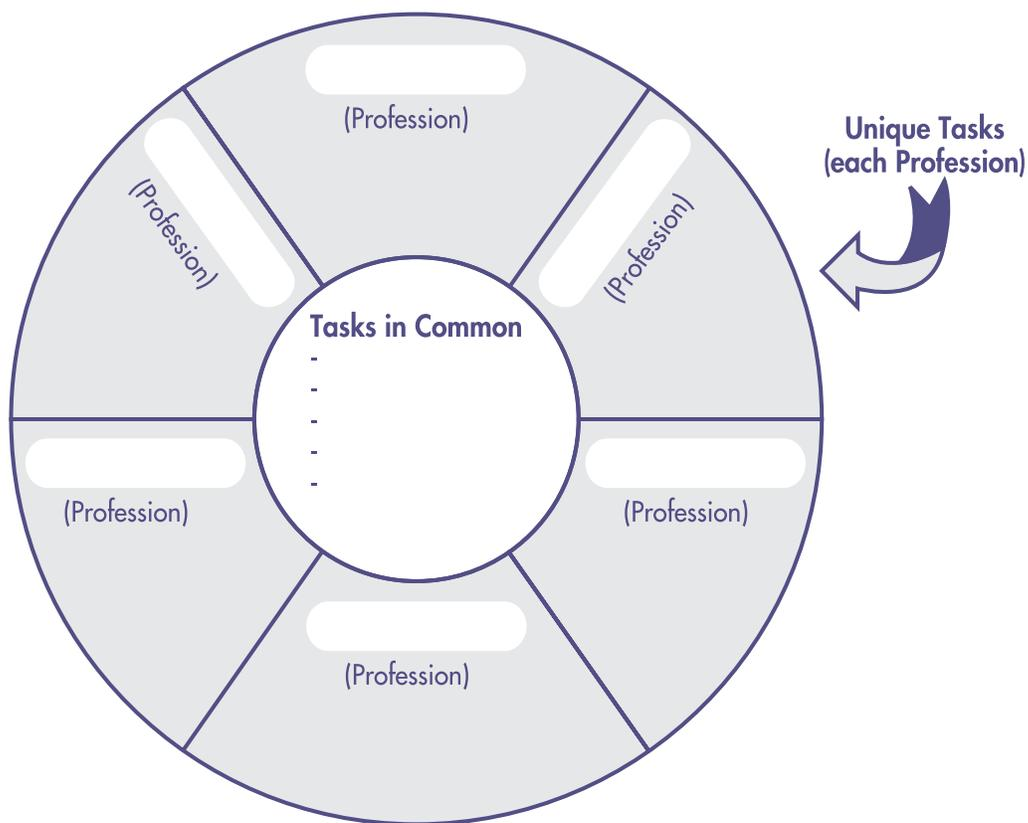 (Profession)
Unique Tasks
(each Profession)
(Profession)
(Profession)
Tasks in Common
-
-
-
-
-
(Profession)
(Profession)
(Profession)